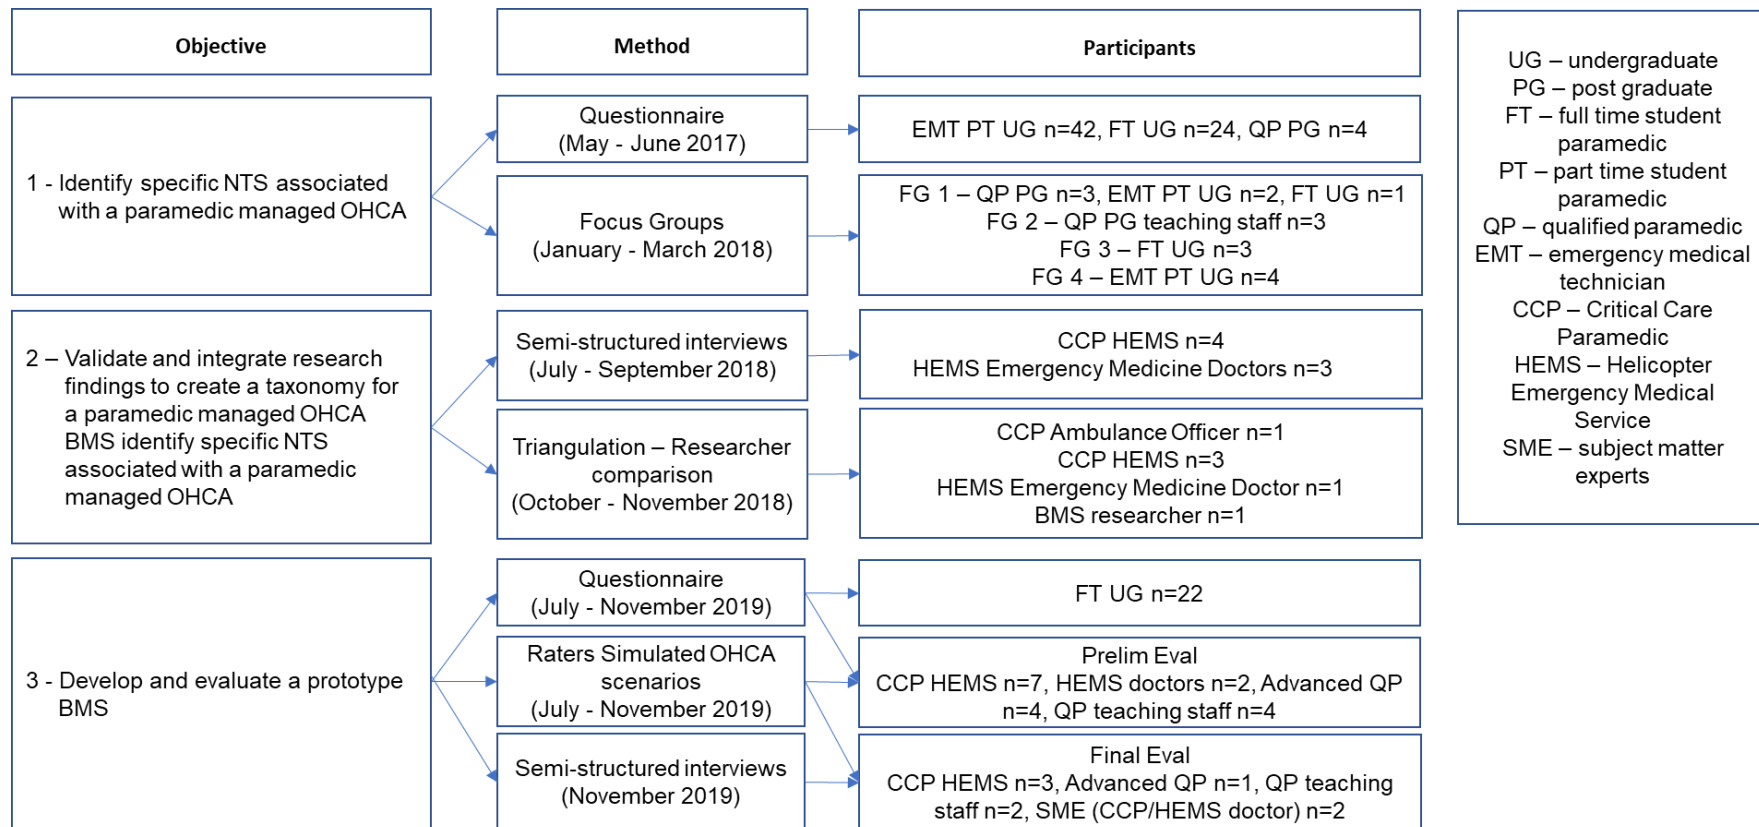 Objective
Method
Participants
1 - Identify specific NTS associated
with a paramedic managed OHCA
Questionnaire
(May - June 2017)
EMT PT UG n=42, FT UG n=24, QP PG n=4
Focus Groups
(January - March 2018)
FG 1 – QP PG n=3, EMT PT UG n=2, FT UG n=1
FG 2 – QP PG teaching staff n=3
FG 3 – FT UG n=3
FG 4 – EMT PT UG n=4
2 – Validate and integrate research
findings to create a taxonomy for
a paramedic managed OHCA
BMS identify specific NTS
associated with a paramedic
managed OHCA
Semi-structured interviews
(July - September 2018)
CCP HEMS n=4
HEMS Emergency Medicine Doctors n=3
Triangulation – Researcher
comparison
(October - November 2018)
CCP Ambulance Officer n=1
CCP HEMS n=3
HEMS Emergency Medicine Doctor n=1
BMS researcher n=1
3 - Develop and evaluate a prototype
BMS
Questionnaire
(July - November 2019)
FT UG n=22
Raters Simulated OHCA
scenarios
(July - November 2019)
Prelim Eval
CCP HEMS n=7, HEMS doctors n=2, Advanced QP
n=4, QP teaching staff n=4
Semi-structured interviews
(November 2019)
Final Eval
CCP HEMS n=3, Advanced QP n=1, QP teaching
staff n=2, SME (CCP/HEMS doctor) n=2
UG – undergraduate
PG – post graduate
FT – full time student
paramedic
PT – part time student
paramedic
QP – qualified paramedic
EMT – emergency medical
technician
CCP – Critical Care
Paramedic
HEMS – Helicopter
Emergency Medical
Service
SME – subject matter
experts